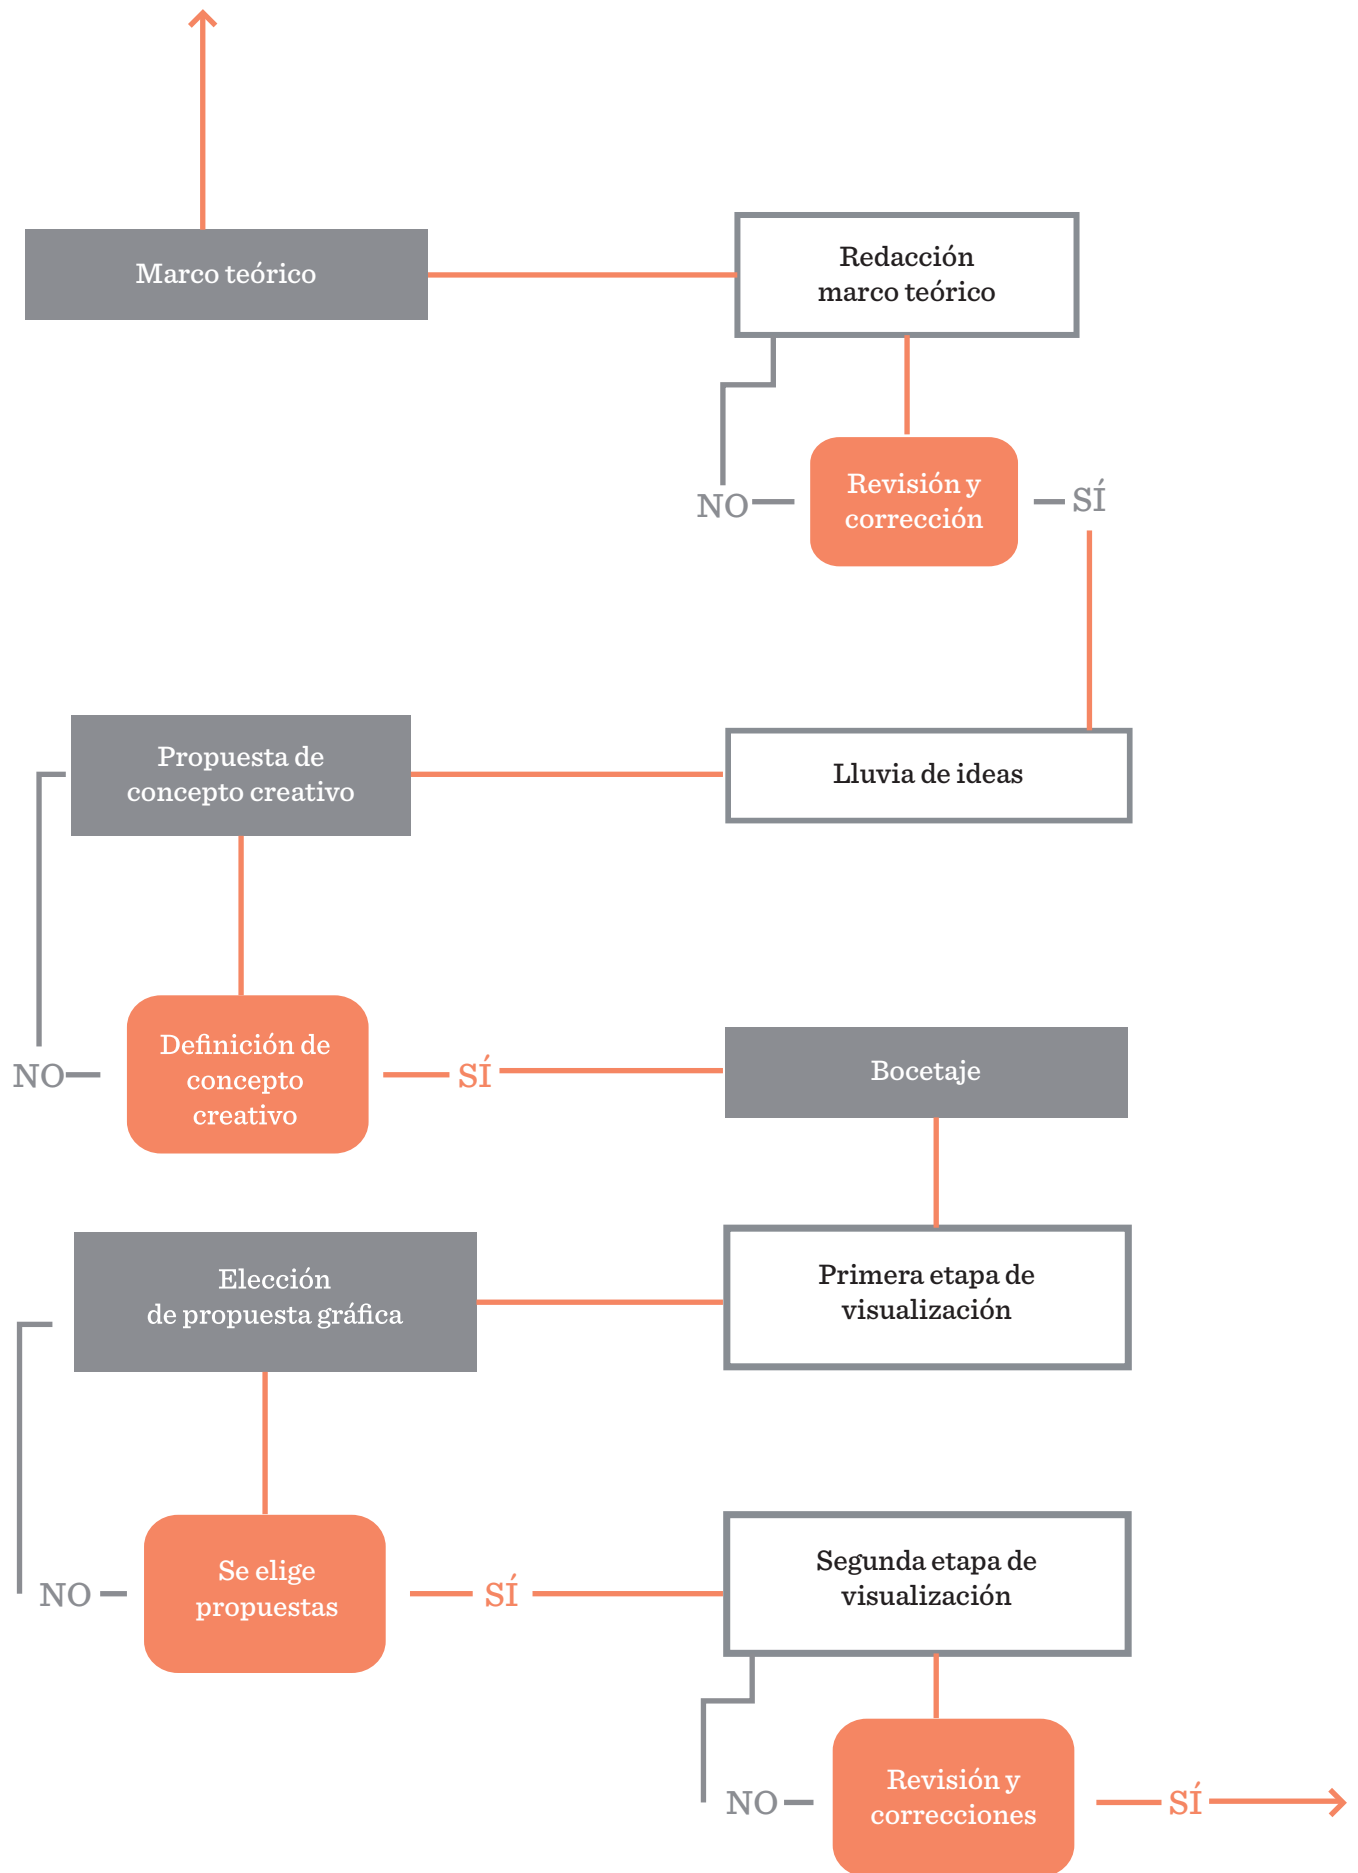 Marco teórico
Redacción
marco teórico
NO
Revisión y
corrección
SÍ
Propuesta de
concepto creativo
Lluvia de ideas
NO
Definición de
concepto
creativo
SÍ
Bocetaje
Elección
de propuesta gráfica
Primera etapa de
visualización
NO
Se elige
propuestas
SÍ
Segunda etapa de
visualización
NO
Revisión y
correcciones
SÍ